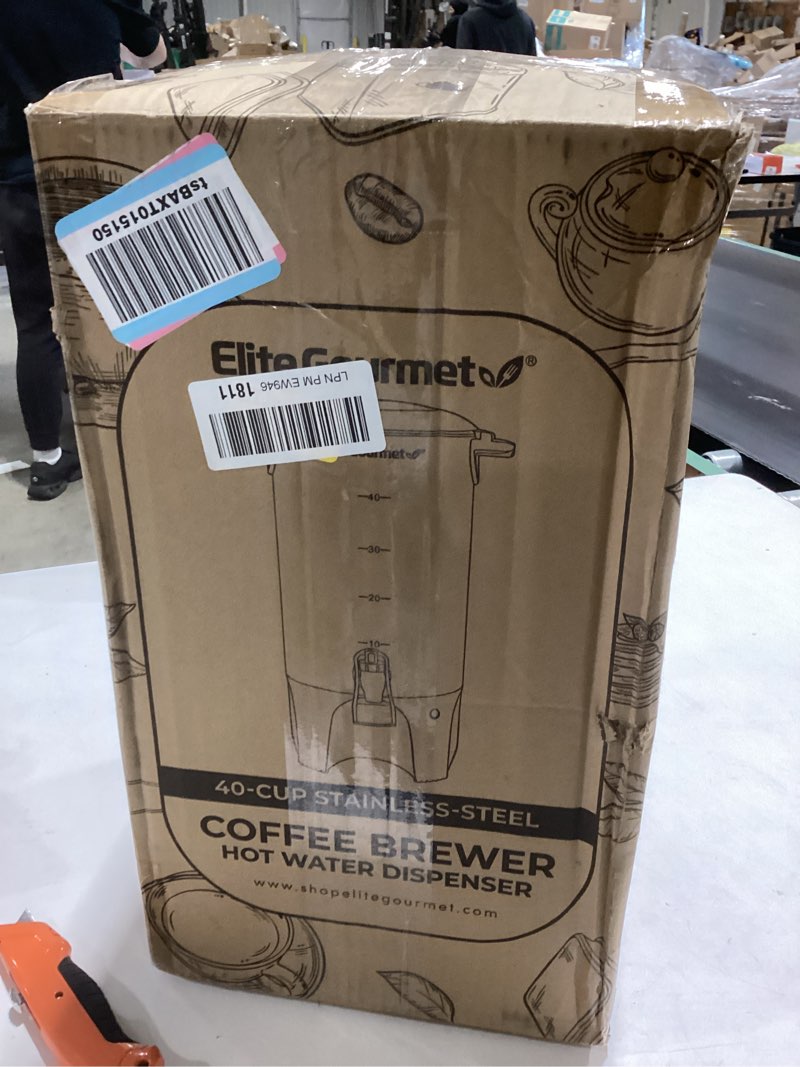 tsBAXT015150
Elite Gourmet®
LPN PM EW946 1811
40
30
20
10
40-CUP STAINLESS-STEEL
COFFEE BREWER
HOT WATER DISPENSER
www.shopelitegourmet.com